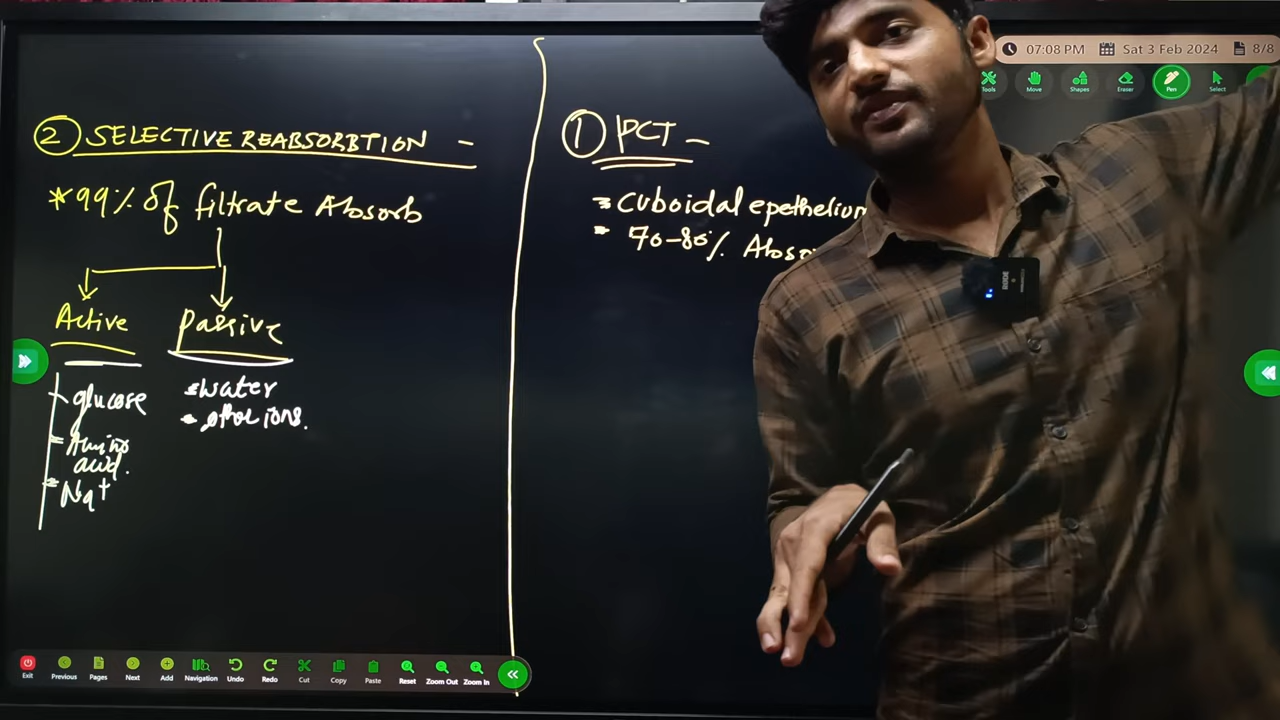 07:08 PM Sat 3 Feb 2024 8/8
Tools Move Shapes Eraser Pen Select
② SELECTIVE REABSORBTION -
*99% of filtrate Absorb
Active Passive
glucose
Amino
acid.
Na+
water
other ions.
① PCT -
cuboidal epethelium
70-80% Abso
RODE
Exit Previous Pages Next Add Navigation Undo Redo Cut Copy Paste Reset Zoom Out Zoom In